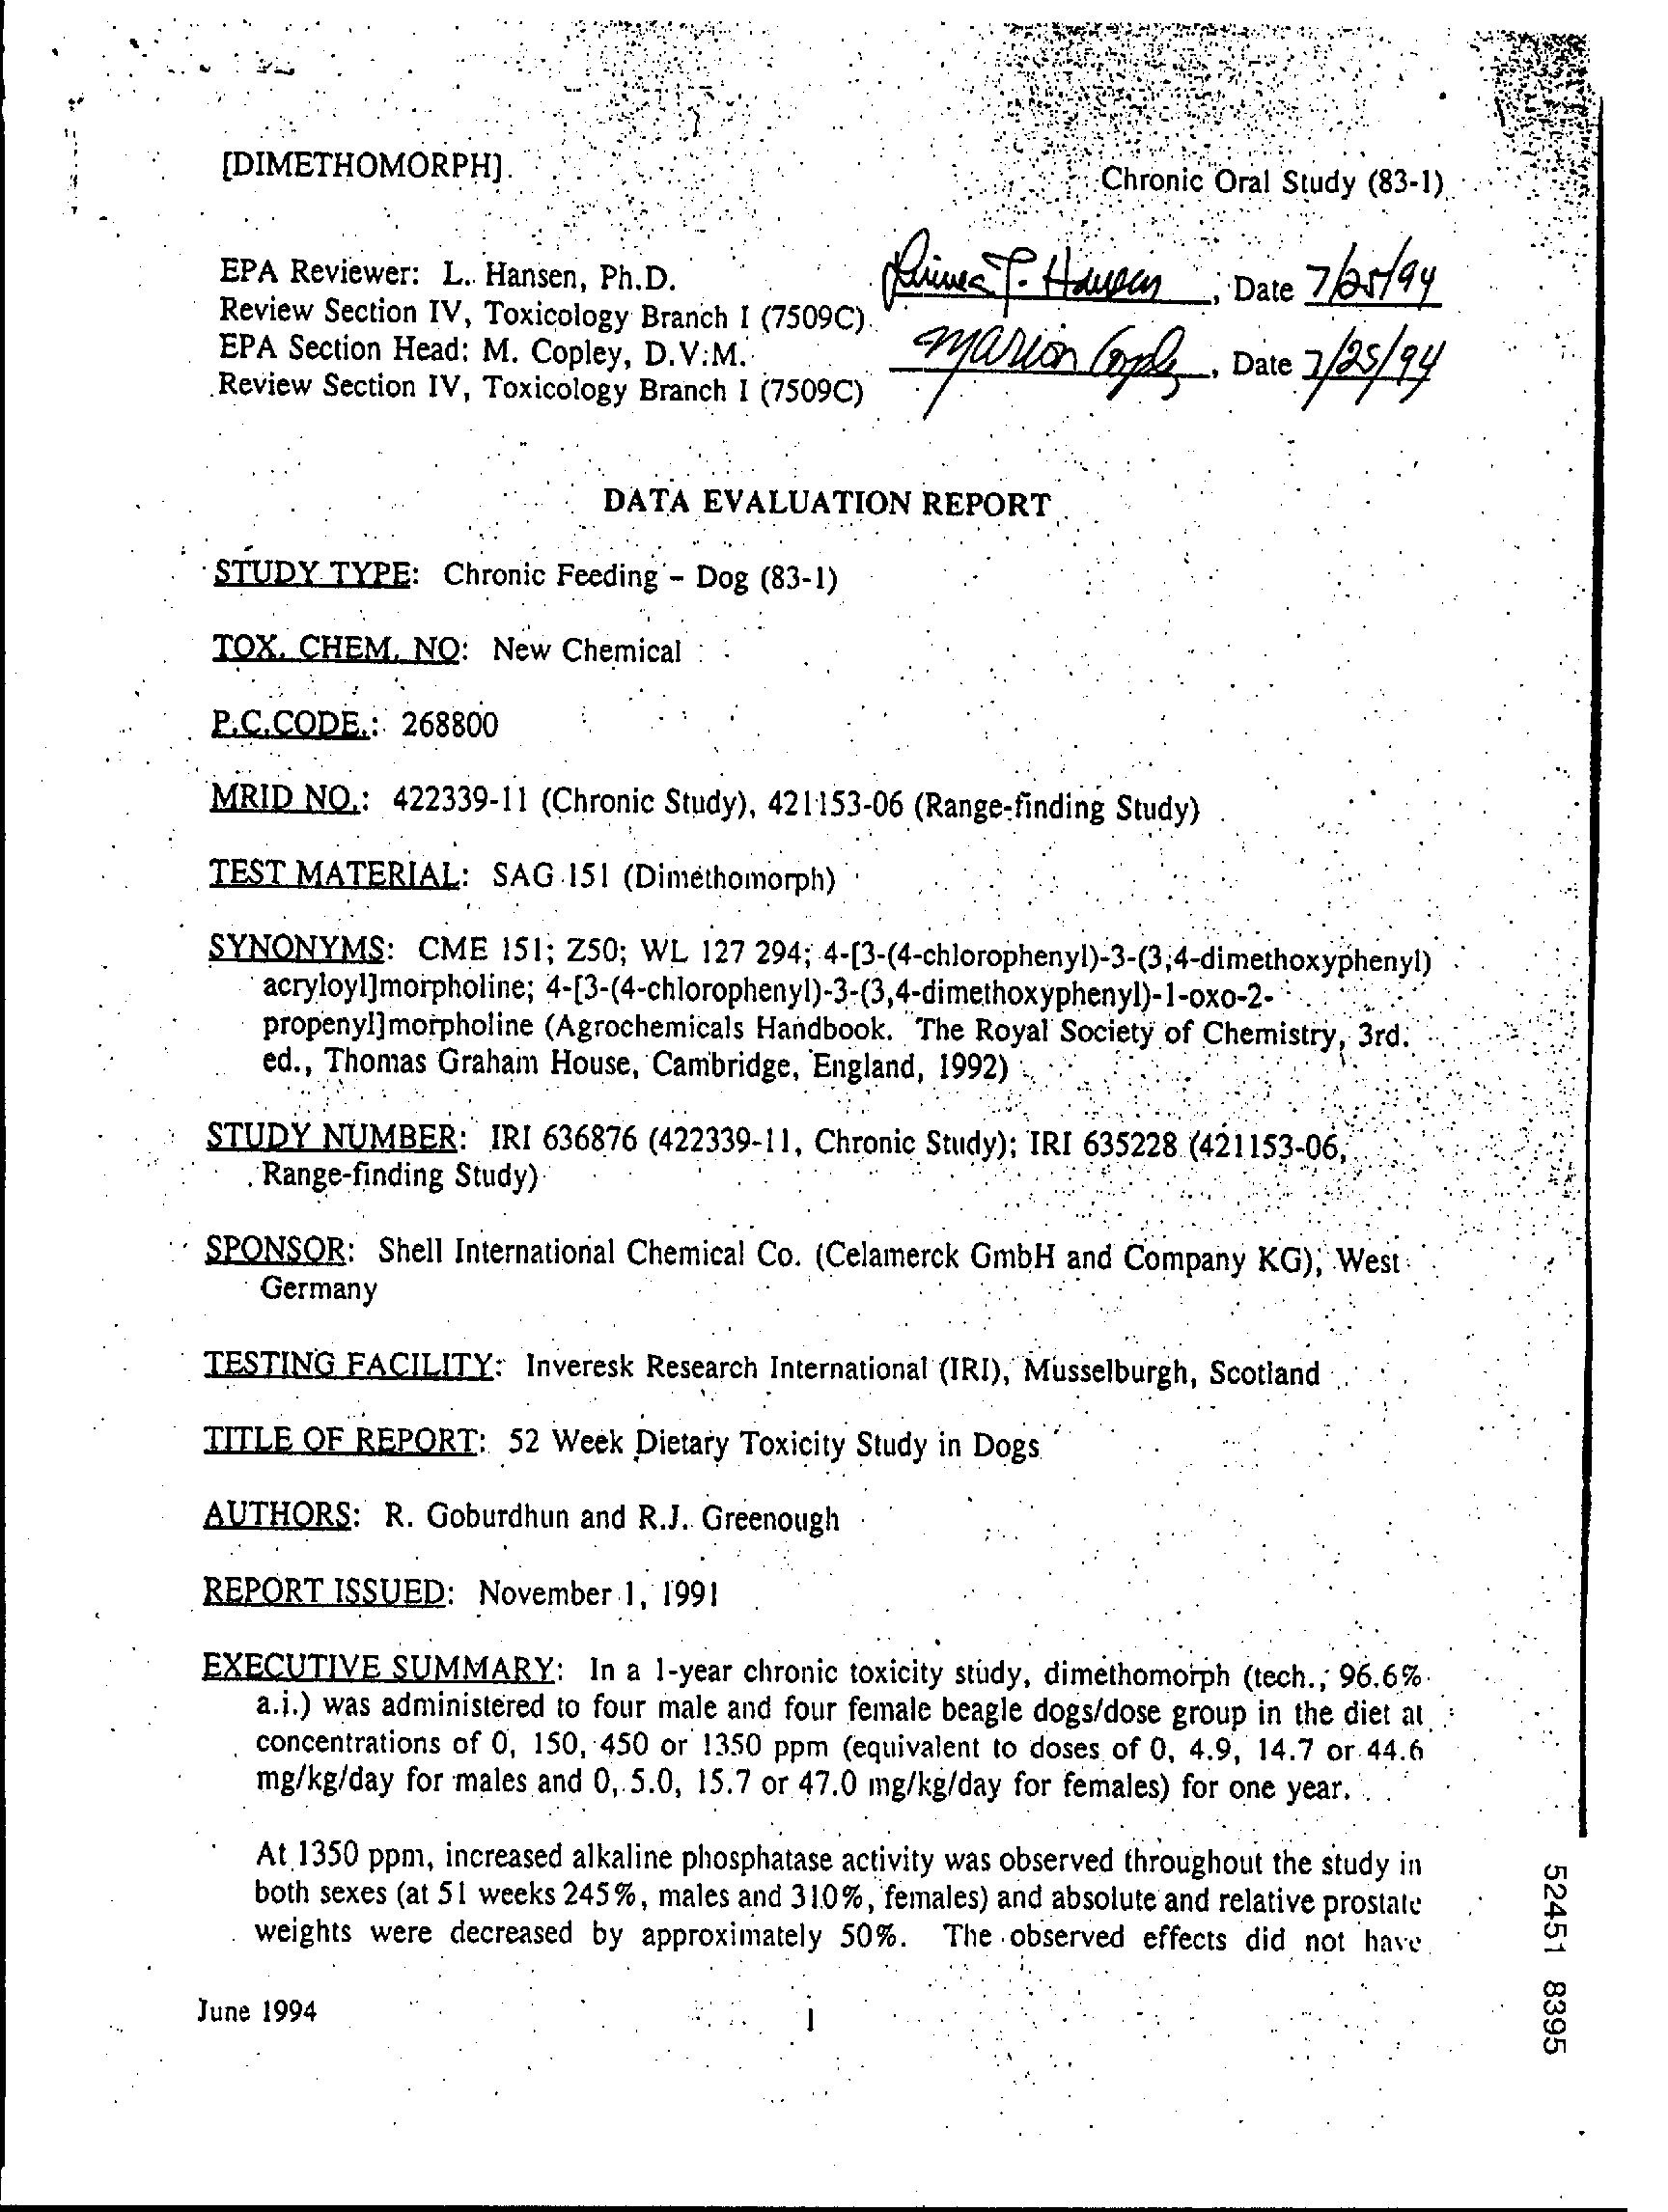 [DIMETHOMORPH]
Chronic Oral Study (83-1)
EPA Reviewer: L. Hansen, Ph.D.
Review Section IV, Toxicology Branch I (7509C)
EPA Section Head: M. Copley, D.V.M.
Review Section IV, Toxicology Branch I (7509C)
Hansen, Date 7/25/94
Marion Copley, Date 7/25/94
DATA EVALUATION REPORT
STUDY TYPE: Chronic Feeding - Dog (83-1)
TOX. CHEM. NO: New Chemical
P.C.CODE.: 268800
MRID NO.: 422339-11 (Chronic Study), 421153-06 (Range-finding Study)
TEST MATERIAL: SAG 151 (Dimethomorph)
SYNONYMS: CME 151; Z50; WL 127 294; 4-[3-(4-chlorophenyl)-3-(3,4-dimethoxyphenyl)
acryloyl]morpholine; 4-[3-(4-chlorophenyl)-3-(3,4-dimethoxyphenyl)-1-oxo-2-
propenyl]morpholine (Agrochemicals Handbook. The Royal Society of Chemistry, 3rd.
ed., Thomas Graham House, Cambridge, England, 1992)
STUDY NUMBER: IRI 636876 (422339-11, Chronic Study); IRI 635228 (421153-06,
Range-finding Study)
SPONSOR: Shell International Chemical Co. (Celamerck GmbH and Company KG), West
Germany
TESTING FACILITY: Inveresk Research International (IRI), Musselburgh, Scotland
TITLE OF REPORT: 52 Week Dietary Toxicity Study in Dogs
AUTHORS: R. Goburdhun and R.J. Greenough
REPORT ISSUED: November 1, 1991
EXECUTIVE SUMMARY: In a 1-year chronic toxicity study, dimethomorph (tech., 96.6%
a.i.) was administered to four male and four female beagle dogs/dose group in the diet at
concentrations of 0, 150, 450 or 1350 ppm (equivalent to doses of 0, 4.9, 14.7 or 44.6
mg/kg/day for males and 0, 5.0, 15.7 or 47.0 mg/kg/day for females) for one year.
At 1350 ppm, increased alkaline phosphatase activity was observed throughout the study in
both sexes (at 51 weeks 245%, males and 310%, females) and absolute and relative prostate
weights were decreased by approximately 50%. The observed effects did not have
June 1994
1
52451 8395